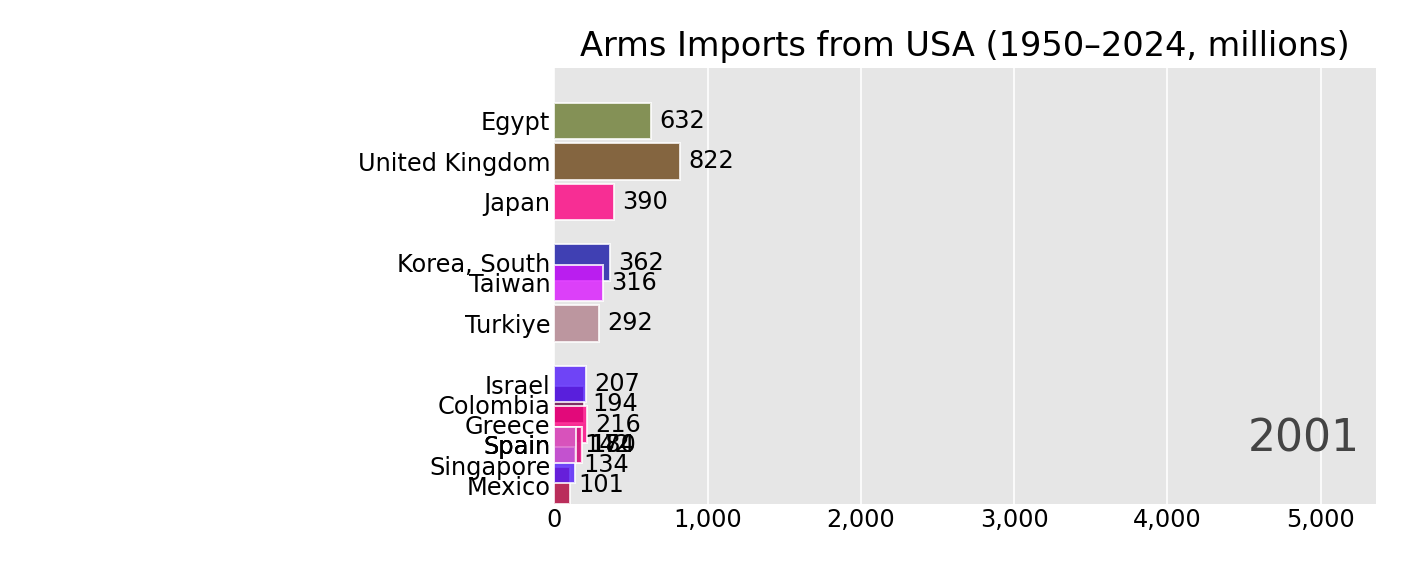 Arms Imports from USA (1950–2024, millions)
Egypt 632
United Kingdom 822
Japan 390
Korea, South 362
Taiwan 316
Turkiye 292
Israel 207
Colombia 194
Greece 216
Spain
Singapore 134
Mexico 101
2001
0 1,000 2,000 3,000 4,000 5,000